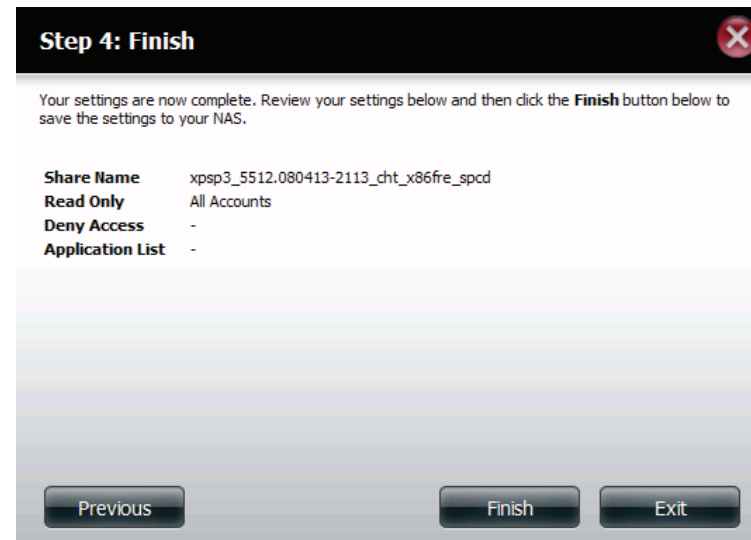 Step 4: Finish
Your settings are now complete. Review your settings below and then click the Finish button below to
save the settings to your NAS.
Share Name xpsp3_5512.080413-2113_cht_x86fre_spcd
Read Only All Accounts
Deny Access -
Application List -
Previous Finish Exit